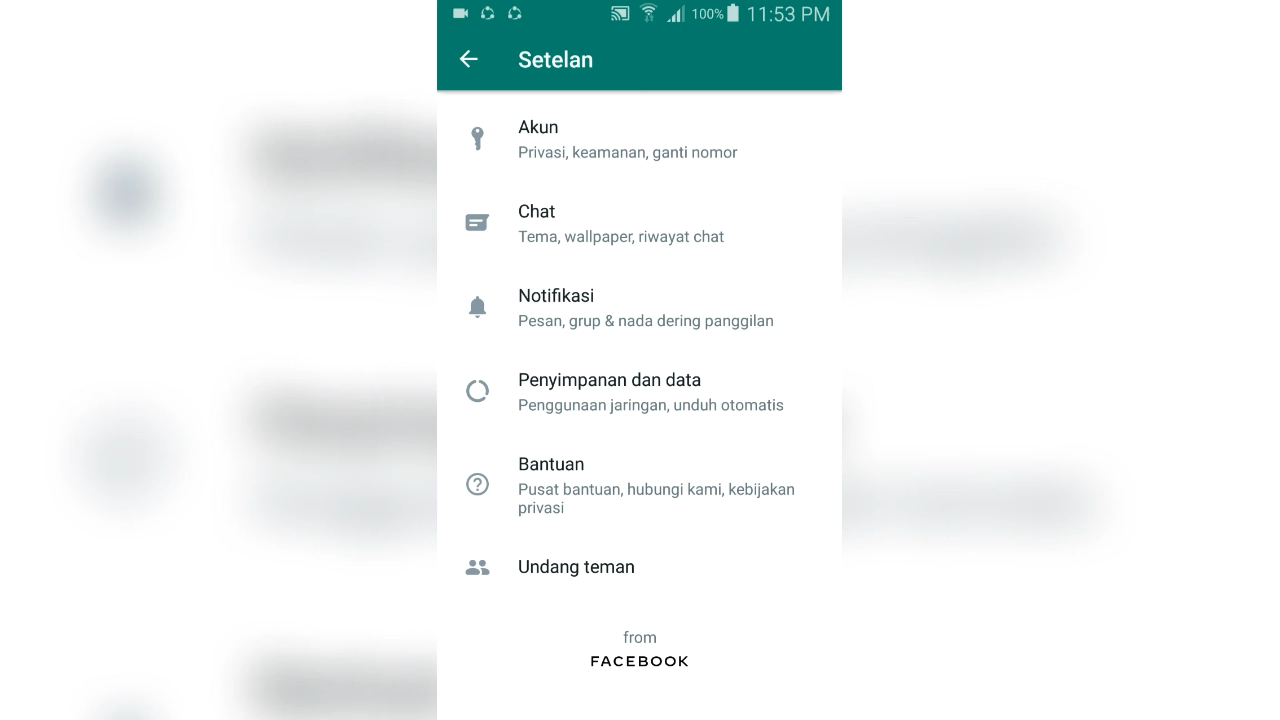 100% 11:53 PM
Setelan
Akun
Privasi, keamanan, ganti nomor
Chat
Tema, wallpaper, riwayat chat
Notifikasi
Pesan, grup & nada dering panggilan
Penyimpanan dan data
Penggunaan jaringan, unduh otomatis
Bantuan
Pusat bantuan, hubungi kami, kebijakan
privasi
Undang teman
from
FACEBOOK